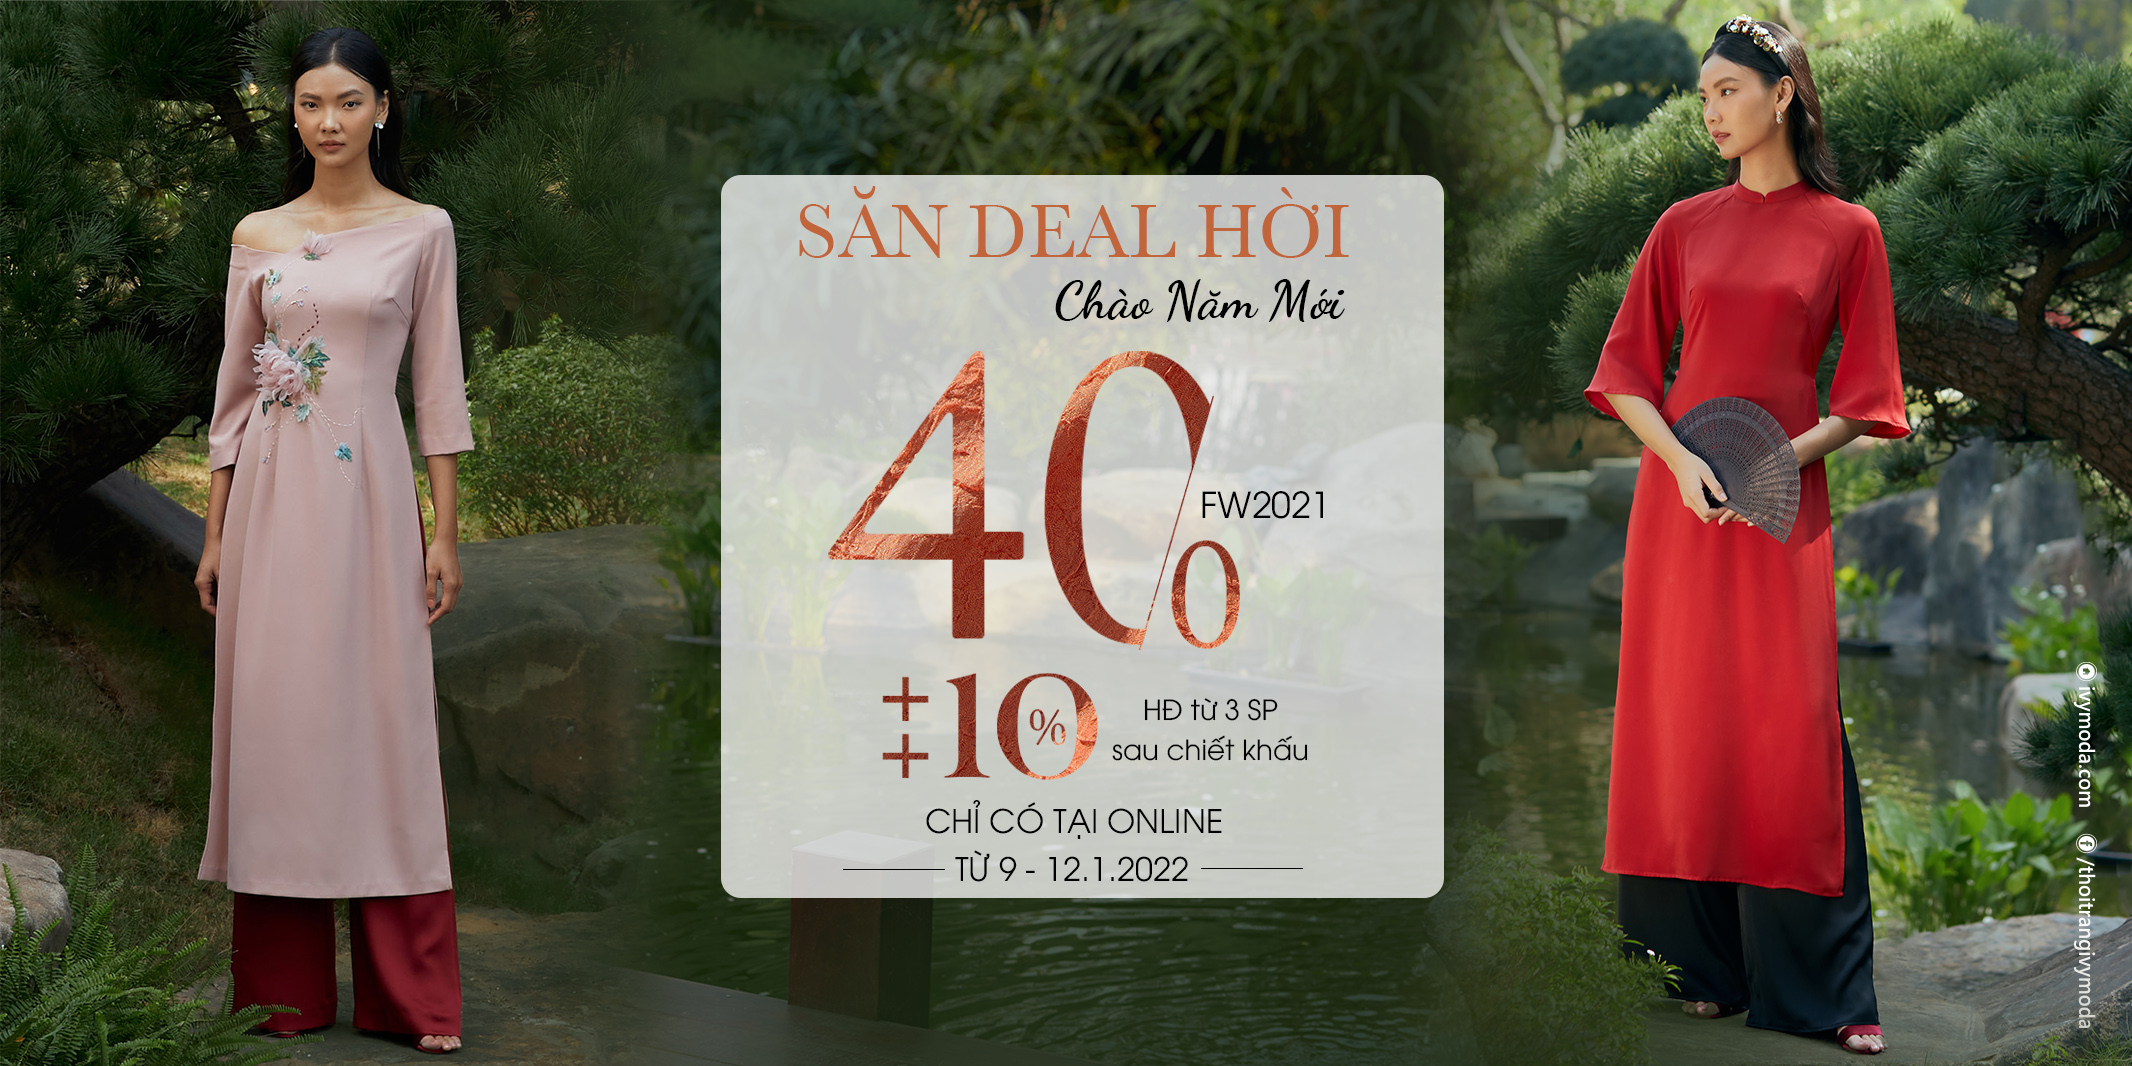 SĂN DEAL HỜI
Chào Năm Mới
40%
FW2021
++10%
HĐ từ 3 SP
sau chiết khấu
CHỈ CÓ TẠI ONLINE
TỪ 9 - 12.1.2022
ivymoda.com
/thoitrangivymoda